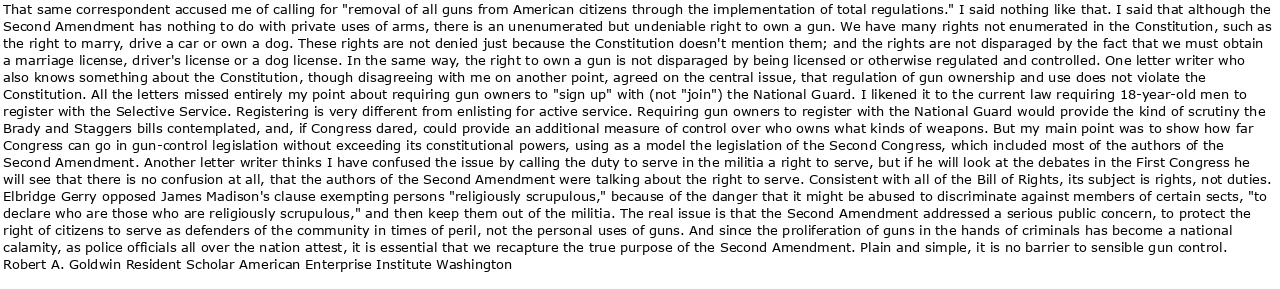 That same correspondent accused me of calling for "removal of all guns from American citizens through the implementation of total regulations." I said nothing like that. I said that although the
Second Amendment has nothing to do with private uses of arms, there is an unenumerated but undeniable right to own a gun. We have many rights not enumerated in the Constitution, such as
the right to marry, drive a car or own a dog. These rights are not denied just because the Constitution doesn't mention them; and the rights are not disparaged by the fact that we must obtain
a marriage license, driver's license or a dog license. In the same way, the right to own a gun is not disparaged by being licensed or otherwise regulated and controlled. One letter writer who
also knows something about the Constitution, though disagreeing with me on another point, agreed on the central issue, that regulation of gun ownership and use does not violate the
Constitution. All the letters missed entirely my point about requiring gun owners to "sign up" with (not "join") the National Guard. I likened it to the current law requiring 18-year-old men to
register with the Selective Service. Registering is very different from enlisting for active service. Requiring gun owners to register with the National Guard would provide the kind of scrutiny the
Brady and Staggers bills contemplated, and, if Congress dared, could provide an additional measure of control over who owns what kinds of weapons. But my main point was to show how far
Congress can go in gun-control legislation without exceeding its constitutional powers, using as a model the legislation of the Second Congress, which included most of the authors of the
Second Amendment. Another letter writer thinks I have confused the issue by calling the duty to serve in the militia a right to serve, but if he will look at the debates in the First Congress he
will see that there is no confusion at all, that the authors of the Second Amendment were talking about the right to serve. Consistent with all of the Bill of Rights, its subject is rights, not duties.
Elbridge Gerry opposed James Madison's clause exempting persons "religiously scrupulous," because of the danger that it might be abused to discriminate against members of certain sects, "to
declare who are those who are religiously scrupulous," and then keep them out of the militia. The real issue is that the Second Amendment addressed a serious public concern, to protect the
right of citizens to serve as defenders of the community in times of peril, not the personal uses of guns. And since the proliferation of guns in the hands of criminals has become a national
calamity, as police officials all over the nation attest, it is essential that we recapture the true purpose of the Second Amendment. Plain and simple, it is no barrier to sensible gun control.
Robert A. Goldwin Resident Scholar American Enterprise Institute Washington